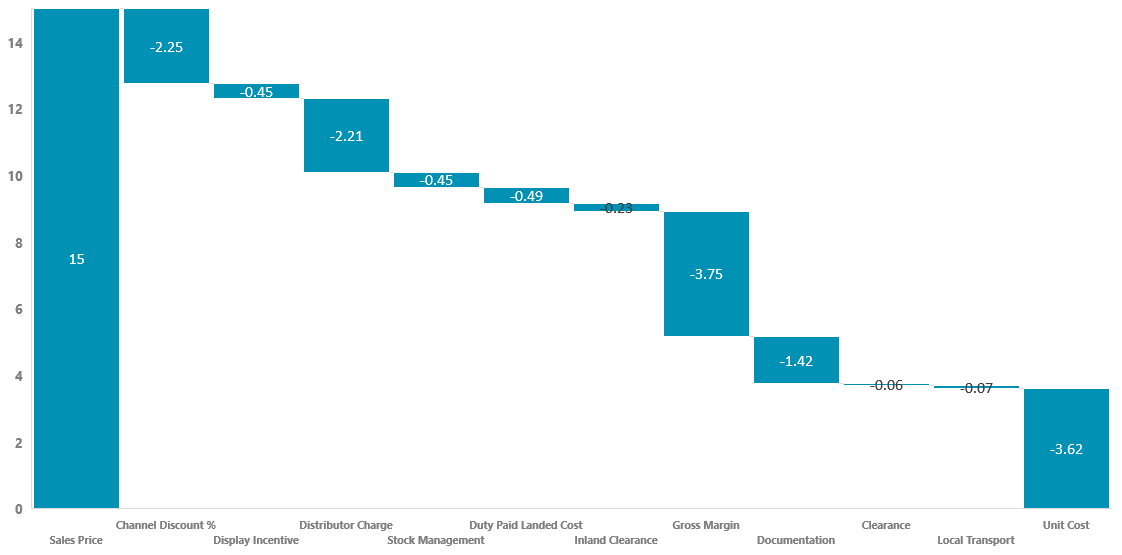 14
12
10
8
6
4
2
0
15
-2.25
-0.45
-2.21
-0.45
-0.49
-0.23
-3.75
-1.42
-0.06
-0.07
-3.62
Sales Price
Channel Discount %
Display Incentive
Distributor Charge
Stock Management
Duty Paid Landed Cost
Inland Clearance
Gross Margin
Documentation
Clearance
Local Transport
Unit Cost